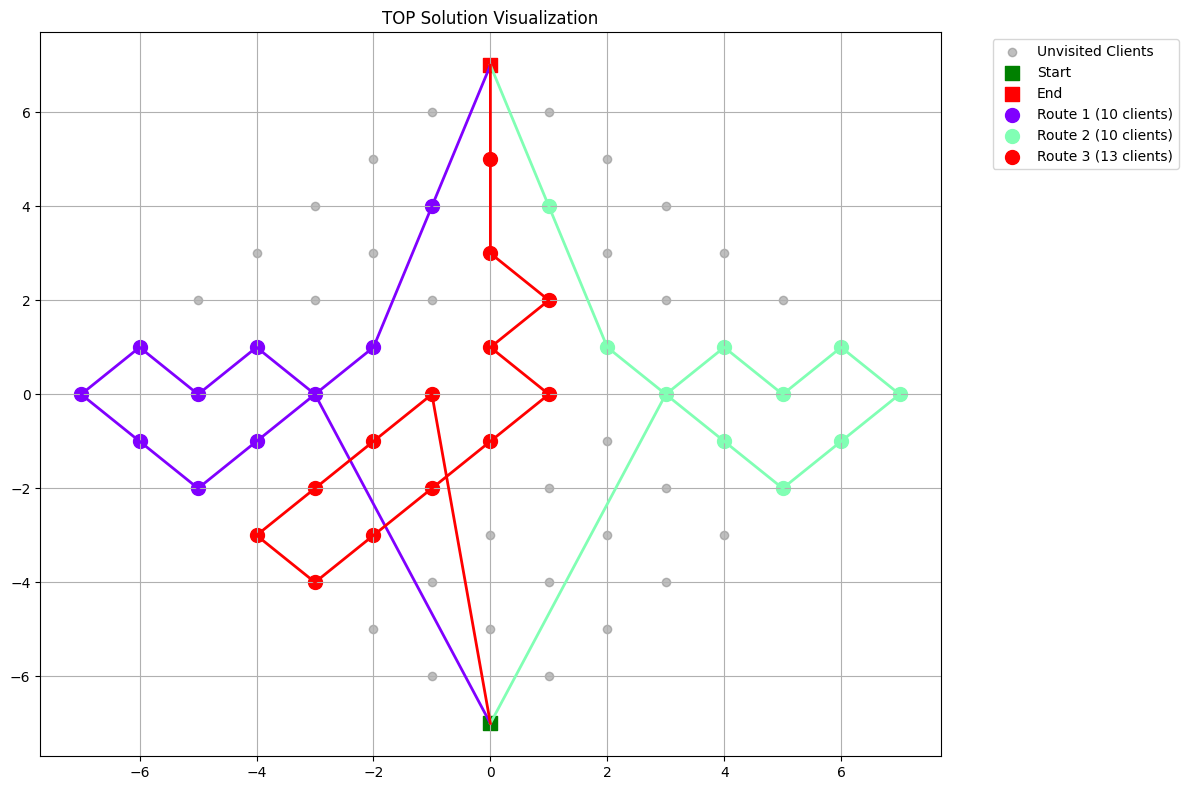 TOP Solution Visualization
Unvisited Clients
Start
End
Route 1 (10 clients)
Route 2 (10 clients)
Route 3 (13 clients)
6
4
2
0
−2
−4
−6
−6 −4 −2 0 2 4 6